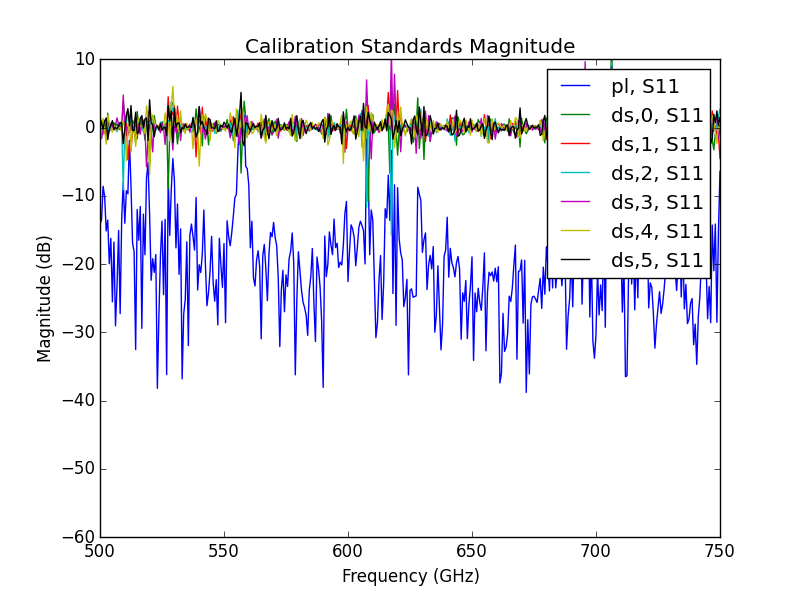 Calibration Standards Magnitude
10
0
−10
−20
−30
−40
−50
−60
Magnitude (dB)
pl, S11
ds,0, S11
ds,1, S11
ds,2, S11
ds,3, S11
ds,4, S11
ds,5, S11
500
550
600
650
700
750
Frequency (GHz)